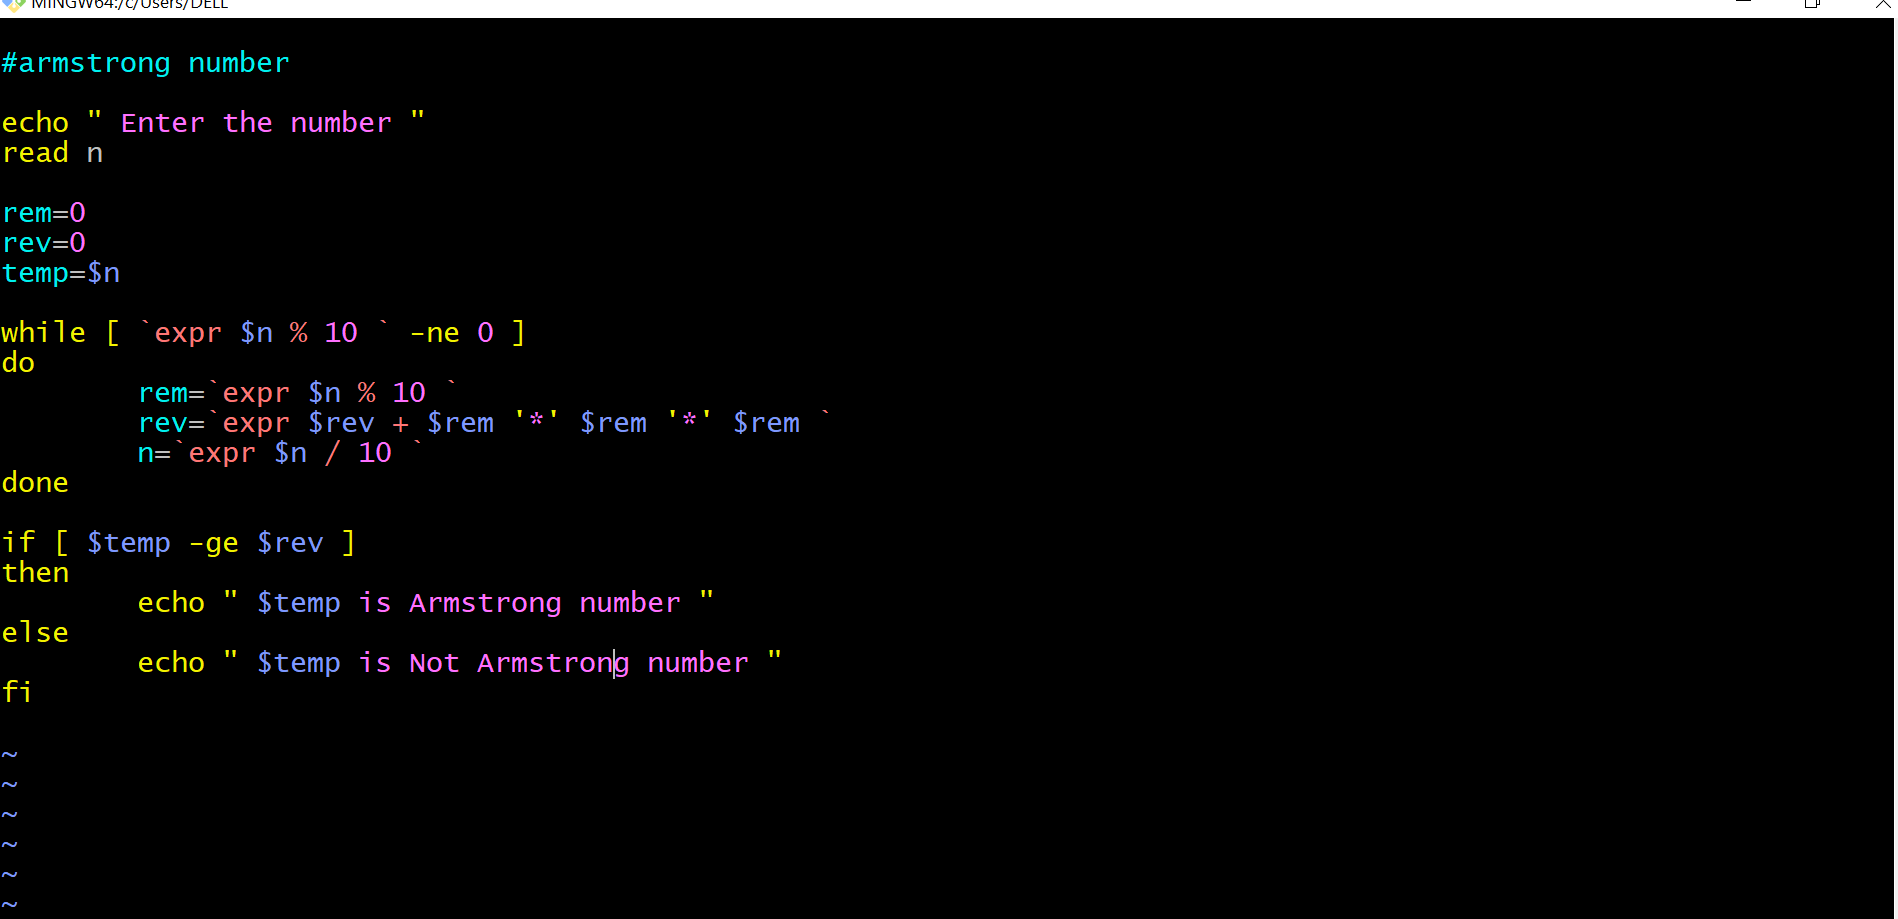 MINGW64:/c/Users/DELL
#armstrong number
echo " Enter the number "
read n
rem=0
rev=0
temp=$n
while [ `expr $n % 10 ` -ne 0 ]
do
        rem=`expr $n % 10 `
        rev=`expr $rev + $rem '*' $rem '*' $rem `
        n=`expr $n / 10 `
done
if [ $temp -ge $rev ]
then
        echo " $temp is Armstrong number "
else
        echo " $temp is Not Armstrong number "
fi
~
~
~
~
~
~